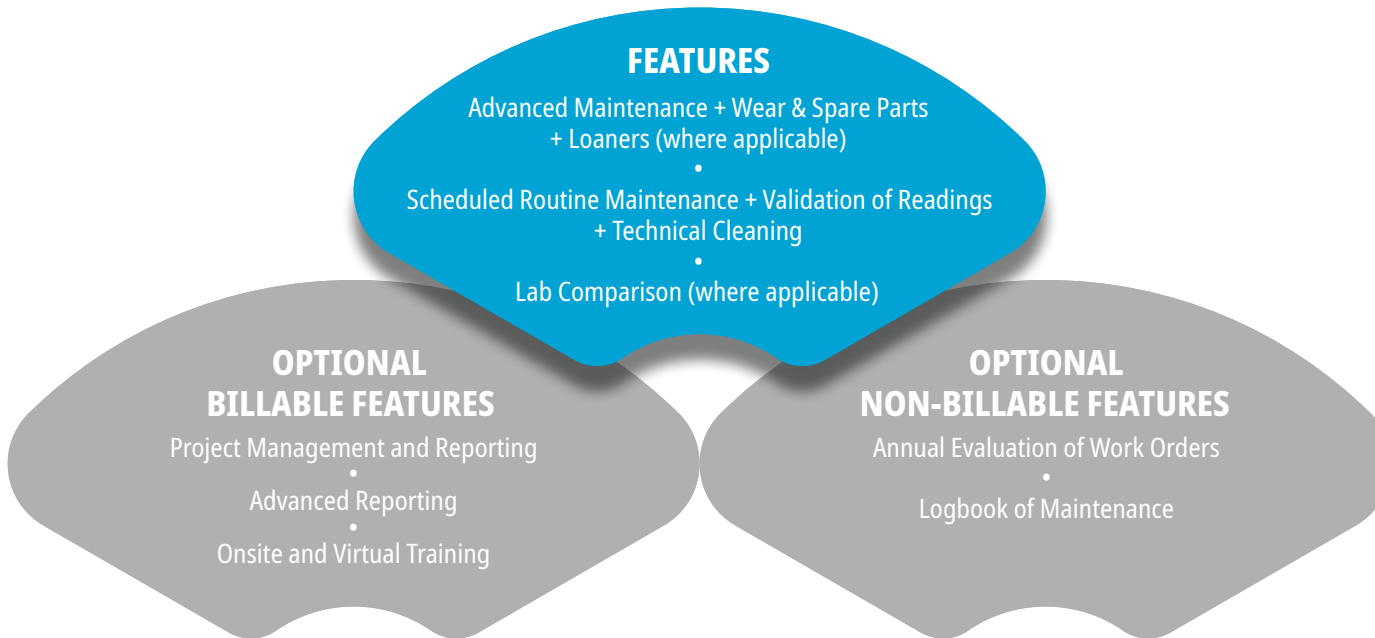 FEATURES
Advanced Maintenance + Wear & Spare Parts
+ Loaners (where applicable)
•
Scheduled Routine Maintenance + Validation of Readings
+ Technical Cleaning
•
Lab Comparison (where applicable)
OPTIONAL
BILLABLE FEATURES
Project Management and Reporting
•
Advanced Reporting
•
Onsite and Virtual Training
OPTIONAL
NON-BILLABLE FEATURES
Annual Evaluation of Work Orders
•
Logbook of Maintenance